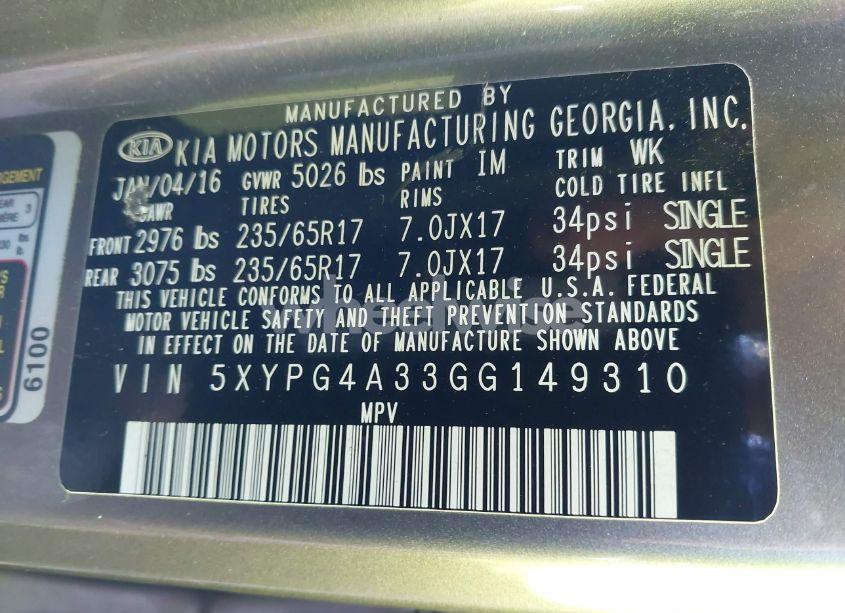 MANUFACTURED BY
KIA KIA MOTORS MANUFACTURING GEORGIA, INC.
JAN/04/16 GVWR 5026 lbs PAINT IM TRIM WK
GAWR TIRES RIMS COLD TIRE INFL
FRONT 2976 lbs 235/65R17 7.0JX17 34psi SINGLE
REAR 3075 lbs 235/65R17 7.0JX17 34psi SINGLE
THIS VEHICLE CONFORMS TO ALL APPLICABLE U.S.A. FEDERAL
MOTOR VEHICLE SAFETY AND THEFT PREVENTION STANDARDS
IN EFFECT ON THE DATE OF MANUFACTURE SHOWN ABOVE
VIN 5XYPG4A33GG149310
MPV
6100